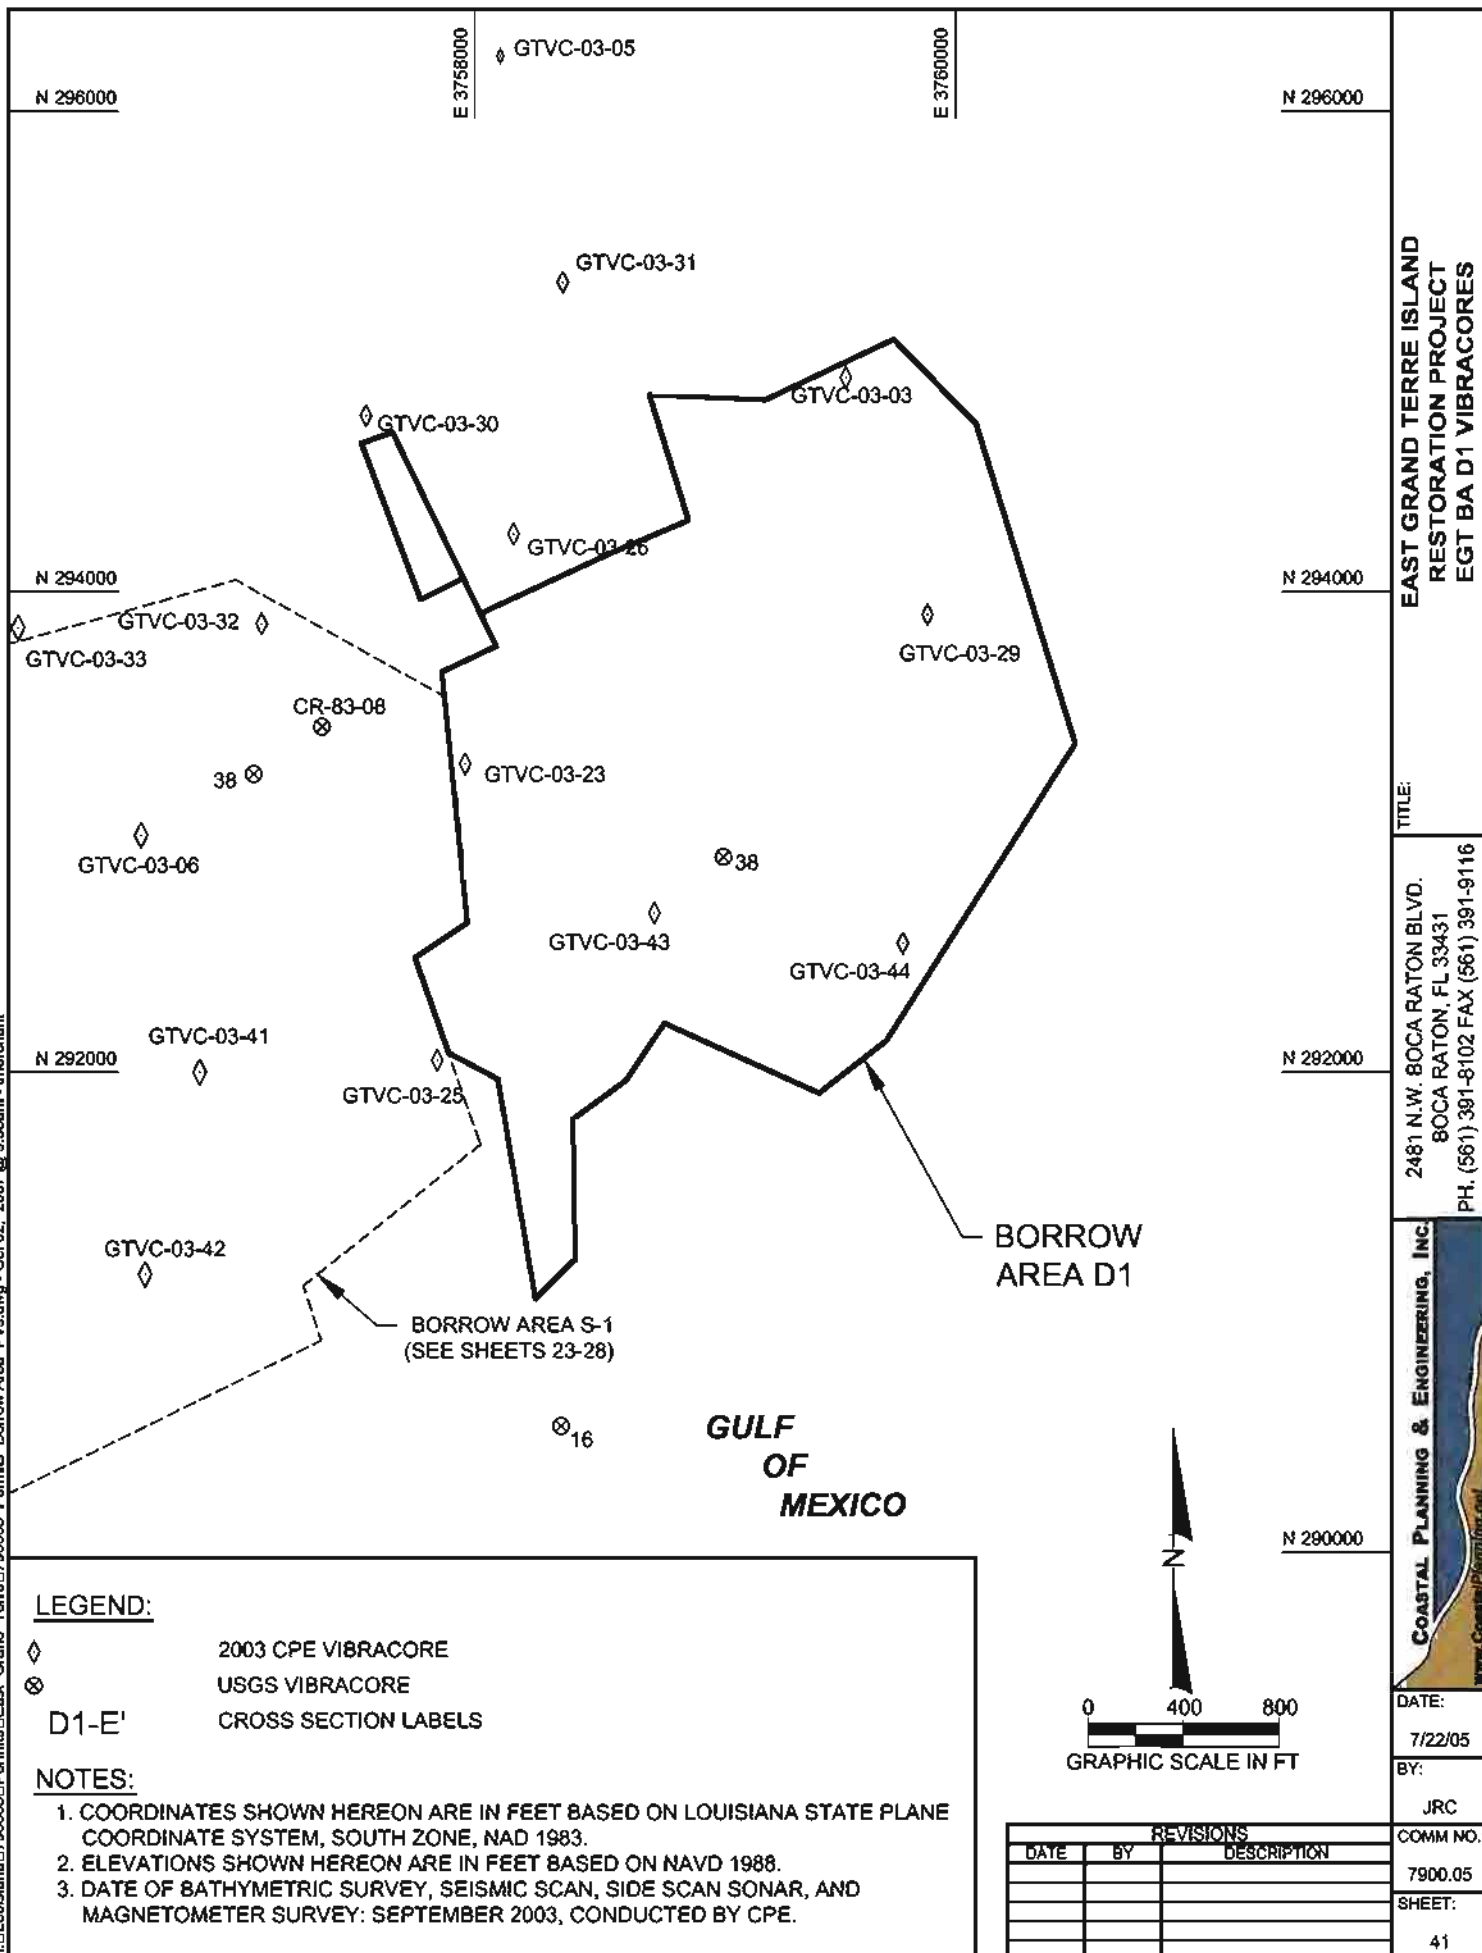 E 3758000
E 3760000
GTVC-03-05
N 296000
N 296000
GTVC-03-31
GTVC-03-03
GTVC-03-30
GTVC-03-26
N 294000
N 294000
GTVC-03-32
GTVC-03-33
GTVC-03-29
CR-83-08
38
GTVC-03-23
GTVC-03-06
38
GTVC-03-43
GTVC-03-44
GTVC-03-41
N 292000
N 292000
GTVC-03-25
GTVC-03-42
BORROW
AREA D1
BORROW AREA S-1
(SEE SHEETS 23-28)
16
GULF
OF
MEXICO
N 290000
N
LEGEND:
2003 CPE VIBRACORE
USGS VIBRACORE
D1-E' CROSS SECTION LABELS
NOTES:
1. COORDINATES SHOWN HEREON ARE IN FEET BASED ON LOUISIANA STATE PLANE
COORDINATE SYSTEM, SOUTH ZONE, NAD 1983.
2. ELEVATIONS SHOWN HEREON ARE IN FEET BASED ON NAVD 1988.
3. DATE OF BATHYMETRIC SURVEY, SEISMIC SCAN, SIDE SCAN SONAR, AND
MAGNETOMETER SURVEY: SEPTEMBER 2003, CONDUCTED BY CPE.
0 400 800
GRAPHIC SCALE IN FT
REVISIONS
DATE BY DESCRIPTION
TITLE:
EAST GRAND TERRE ISLAND
RESTORATION PROJECT
EGT BA D1 VIBRACORES
2481 N.W. BOCA RATON BLVD.
BOCA RATON, FL 33431
PH. (561) 391-8102 FAX (561) 391-9116
COASTAL PLANNING & ENGINEERING, INC.
DATE:
7/22/05
BY:
JRC
COMM NO.
7900.05
SHEET:
41